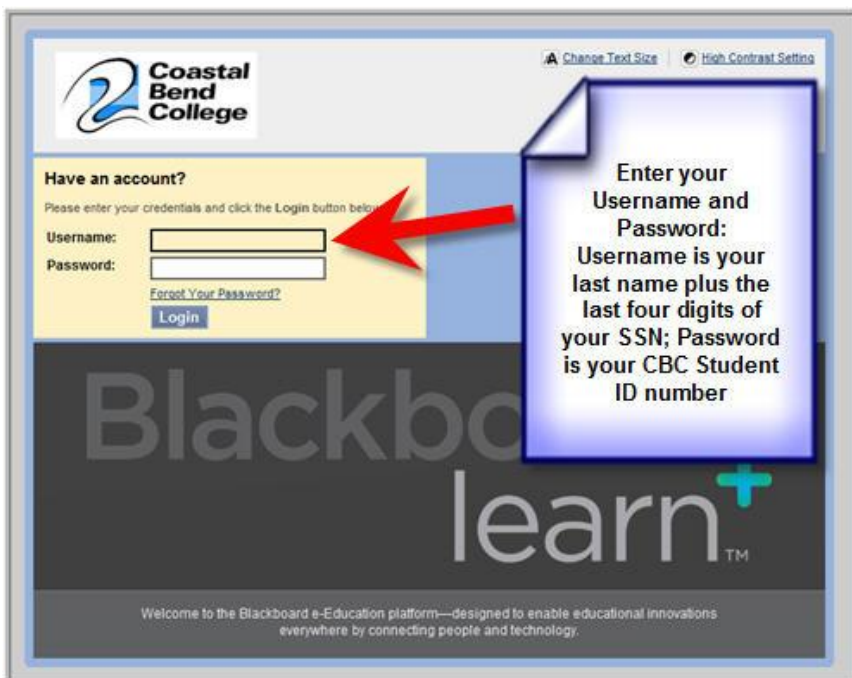 Coastal
Bend
College
Change Text Size
High Contrast Setting
Have an account?
Please enter your credentials and click the Login button
Username:
Password:
Forgot Your Password?
Login
Enter your
Username and
Password:
Username is your
last name plus the
last four digits of
your SSN; Password
is your CBC Student
ID number
learn+
TM
Welcome to the Blackboard e-Education platform—designed to enable educational innovations
everywhere by connecting people and technology.